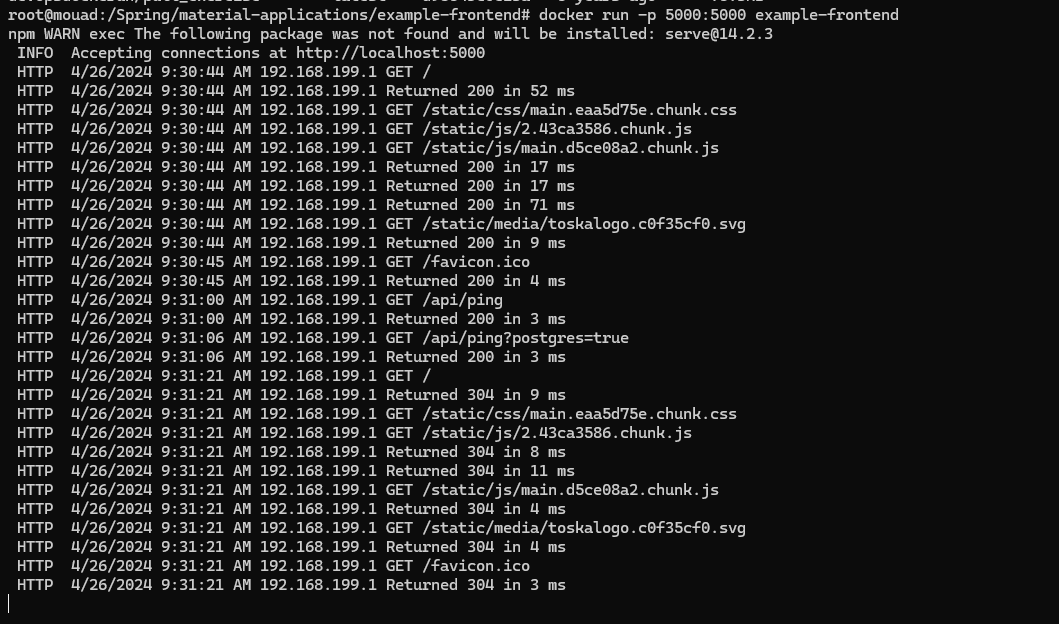 root@mouad:/Spring/material-applications/example-frontend# docker run -p 5000:5000 example-frontend
npm WARN exec The following package was not found and will be installed: serve@14.2.3
 INFO  Accepting connections at http://localhost:5000
 HTTP  4/26/2024 9:30:44 AM 192.168.199.1 GET /
 HTTP  4/26/2024 9:30:44 AM 192.168.199.1 Returned 200 in 52 ms
 HTTP  4/26/2024 9:30:44 AM 192.168.199.1 GET /static/css/main.eaa5d75e.chunk.css
 HTTP  4/26/2024 9:30:44 AM 192.168.199.1 GET /static/js/2.43ca3586.chunk.js
 HTTP  4/26/2024 9:30:44 AM 192.168.199.1 GET /static/js/main.d5ce08a2.chunk.js
 HTTP  4/26/2024 9:30:44 AM 192.168.199.1 Returned 200 in 17 ms
 HTTP  4/26/2024 9:30:44 AM 192.168.199.1 Returned 200 in 17 ms
 HTTP  4/26/2024 9:30:44 AM 192.168.199.1 Returned 200 in 71 ms
 HTTP  4/26/2024 9:30:44 AM 192.168.199.1 GET /static/media/toskalogo.c0f35cf0.svg
 HTTP  4/26/2024 9:30:44 AM 192.168.199.1 Returned 200 in 9 ms
 HTTP  4/26/2024 9:30:45 AM 192.168.199.1 GET /favicon.ico
 HTTP  4/26/2024 9:30:45 AM 192.168.199.1 Returned 200 in 4 ms
 HTTP  4/26/2024 9:31:00 AM 192.168.199.1 GET /api/ping
 HTTP  4/26/2024 9:31:00 AM 192.168.199.1 Returned 200 in 3 ms
 HTTP  4/26/2024 9:31:06 AM 192.168.199.1 GET /api/ping?postgres=true
 HTTP  4/26/2024 9:31:06 AM 192.168.199.1 Returned 200 in 3 ms
 HTTP  4/26/2024 9:31:21 AM 192.168.199.1 GET /
 HTTP  4/26/2024 9:31:21 AM 192.168.199.1 Returned 304 in 9 ms
 HTTP  4/26/2024 9:31:21 AM 192.168.199.1 GET /static/css/main.eaa5d75e.chunk.css
 HTTP  4/26/2024 9:31:21 AM 192.168.199.1 GET /static/js/2.43ca3586.chunk.js
 HTTP  4/26/2024 9:31:21 AM 192.168.199.1 Returned 304 in 8 ms
 HTTP  4/26/2024 9:31:21 AM 192.168.199.1 Returned 304 in 11 ms
 HTTP  4/26/2024 9:31:21 AM 192.168.199.1 GET /static/js/main.d5ce08a2.chunk.js
 HTTP  4/26/2024 9:31:21 AM 192.168.199.1 Returned 304 in 4 ms
 HTTP  4/26/2024 9:31:21 AM 192.168.199.1 GET /static/media/toskalogo.c0f35cf0.svg
 HTTP  4/26/2024 9:31:21 AM 192.168.199.1 Returned 304 in 4 ms
 HTTP  4/26/2024 9:31:21 AM 192.168.199.1 GET /favicon.ico
 HTTP  4/26/2024 9:31:21 AM 192.168.199.1 Returned 304 in 3 ms